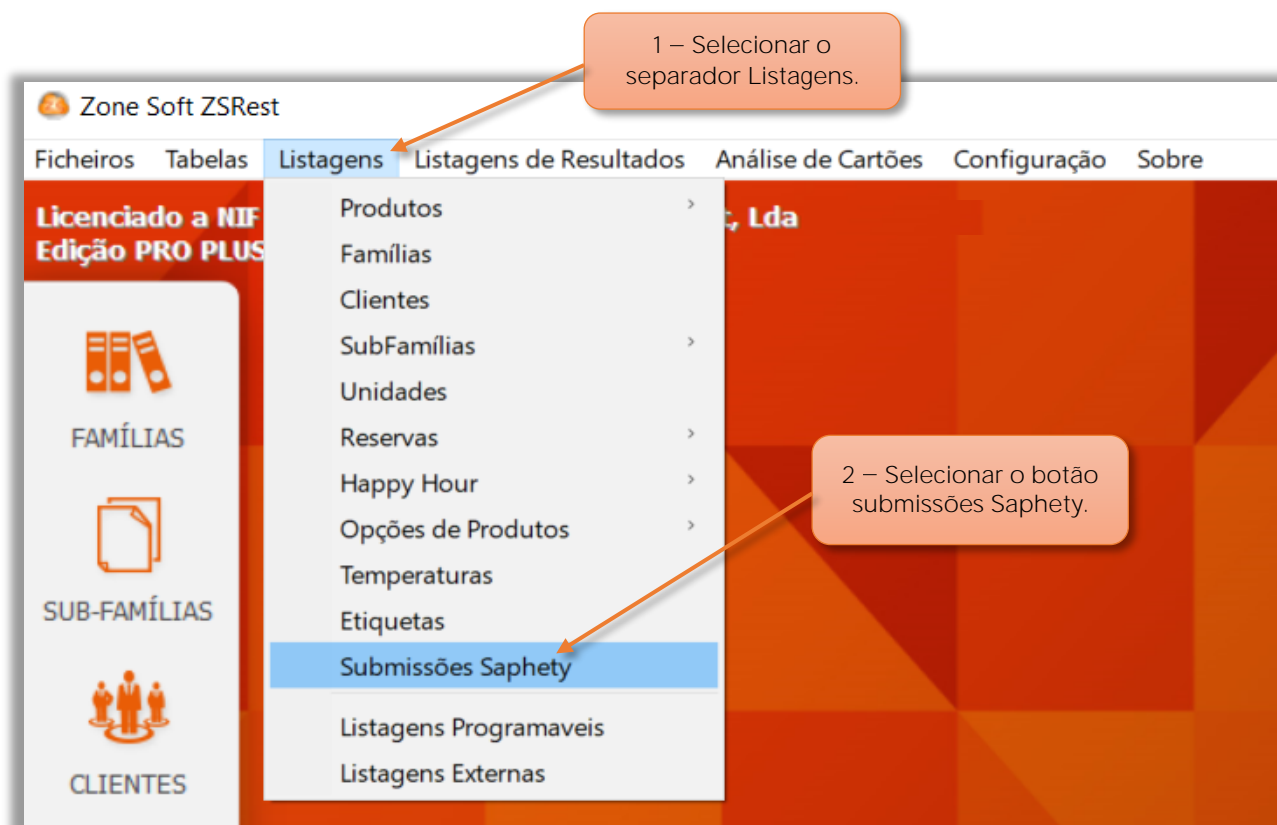 1 – Selecionar o
separador Listagens.
Zone Soft ZSRest
Ficheiros Tabelas Listagens Listagens de Resultados Análise de Cartões Configuração Sobre
Licenciado a NIF t, Lda
Edição PRO PLUS
Produtos
Famílias
Clientes
SubFamílias
Unidades
Reservas
Happy Hour
Opções de Produtos
Temperaturas
Etiquetas
Submissões Saphety
Listagens Programaveis
Listagens Externas
FAMÍLIAS
SUB-FAMÍLIAS
CLIENTES
2 – Selecionar o botão
submissões Saphety.